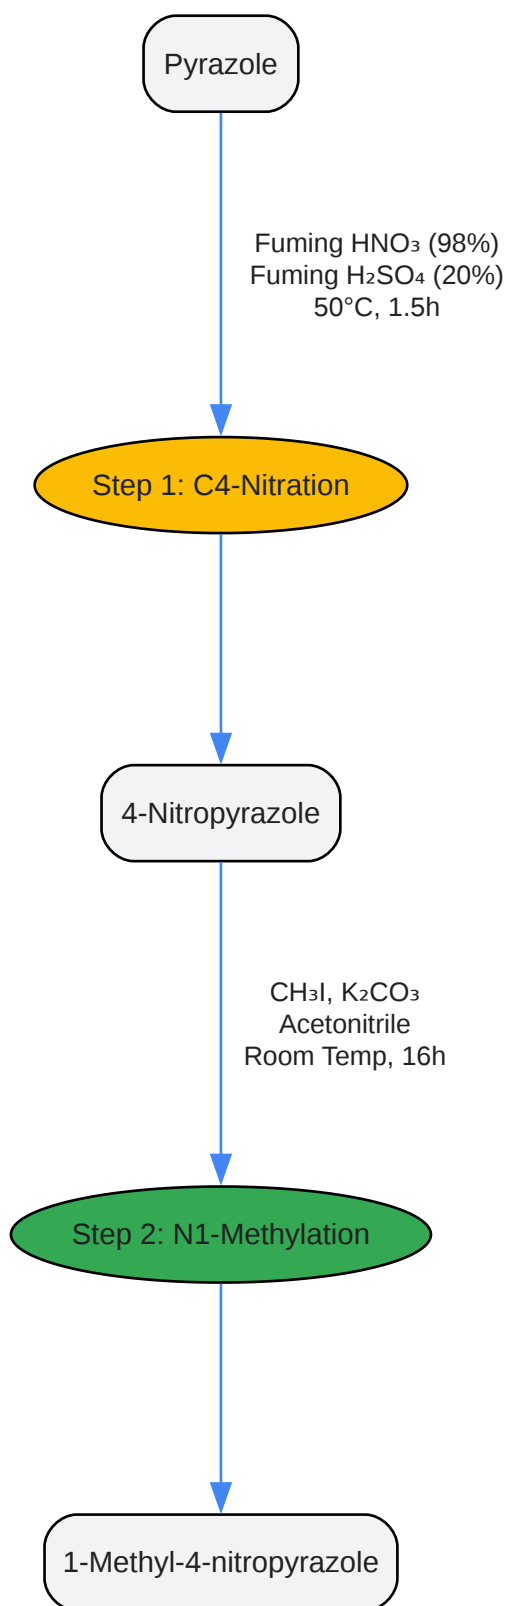 Pyrazole
Fuming HNO₃ (98%)
Fuming H₂SO₄ (20%)
50°C, 1.5h
Step 1: C4-Nitration
4-Nitropyrazole
CH₃I, K₂CO₃
Acetonitrile
Room Temp, 16h
Step 2: N1-Methylation
1-Methyl-4-nitropyrazole